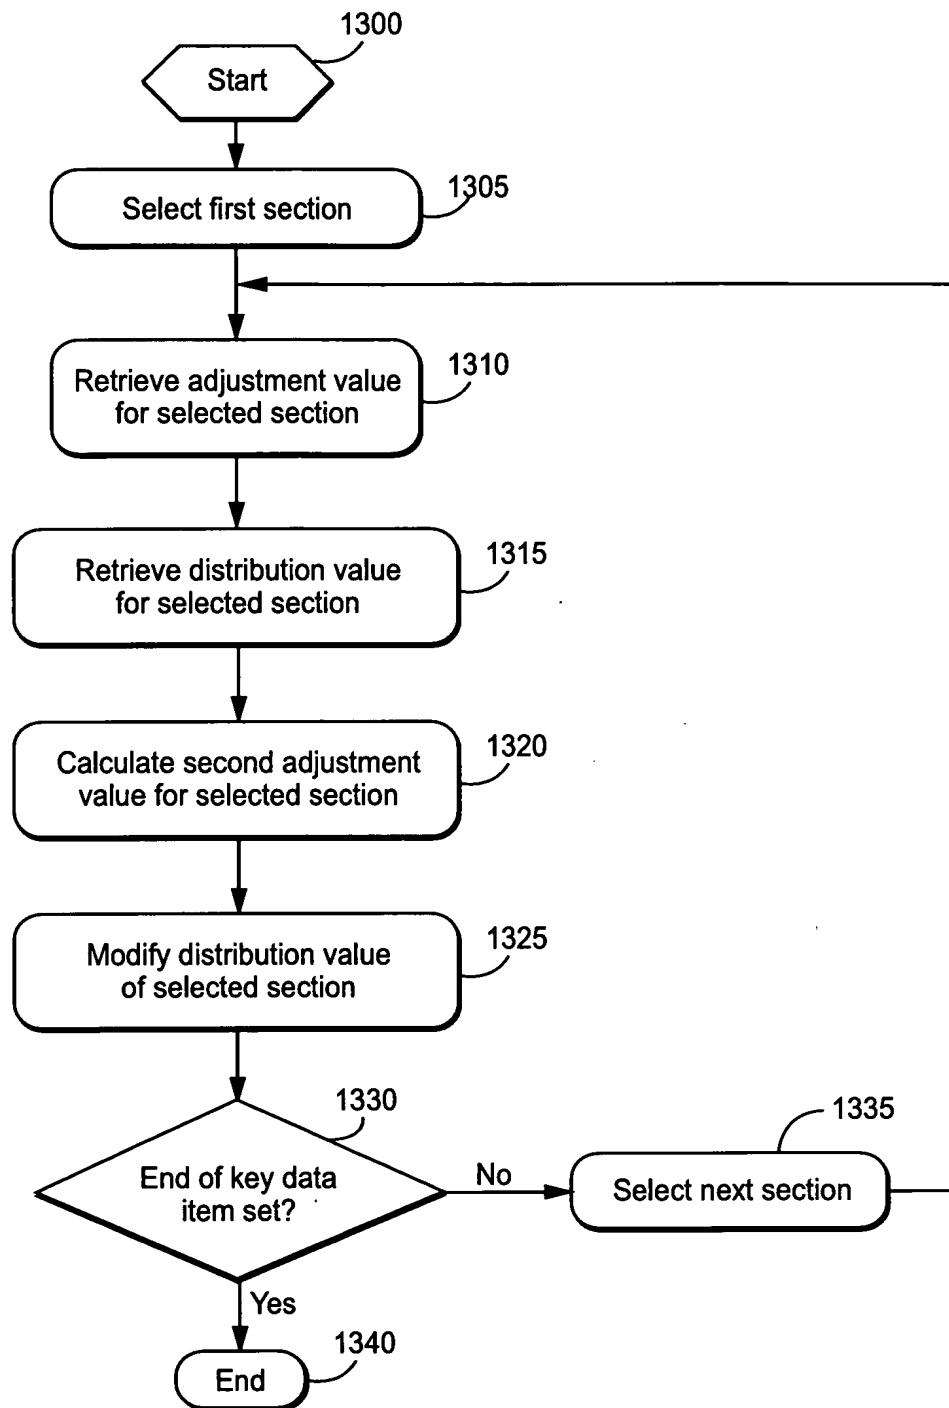 1300
Start
1305
Select first section
1310
Retrieve adjustment value
for selected section
1315
Retrieve distribution value
for selected section
1320
Calculate second adjustment
value for selected section
1325
Modify distribution value
of selected section
1330
1335
End of key data
item set?
No
Select next section
Yes
1340
End